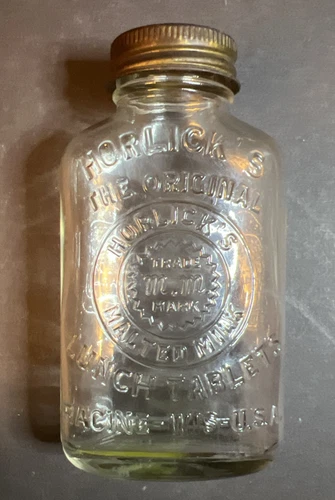 HORLICK'S
THE ORIGINAL
HORLICK'S
TRADE
M.M.
MARK
MALTED MILK
LUNCH TABLETS
RACINE-WIS-U.S.A.